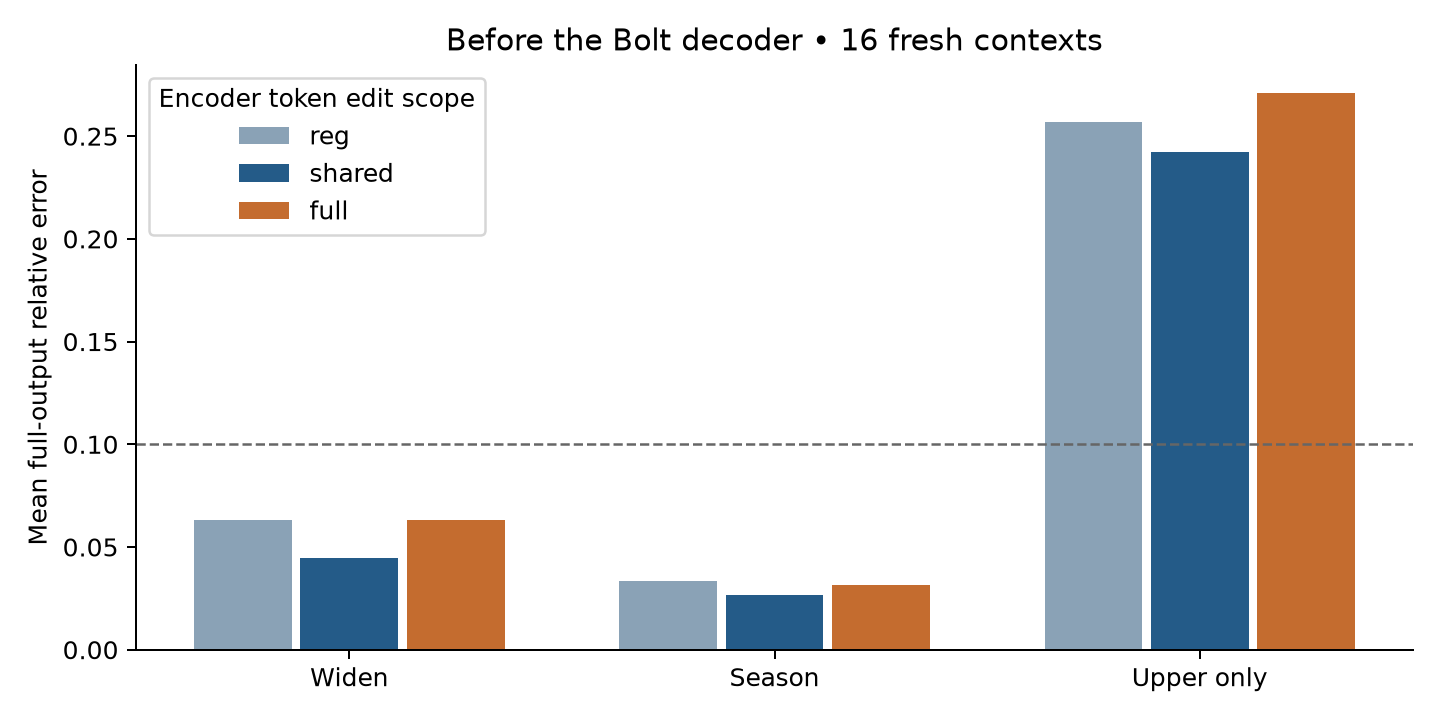 Before the Bolt decoder • 16 fresh contexts
Encoder token edit scope
reg
shared
full
Mean full-output relative error
0.25
0.20
0.15
0.10
0.05
0.00
Widen
Season
Upper only